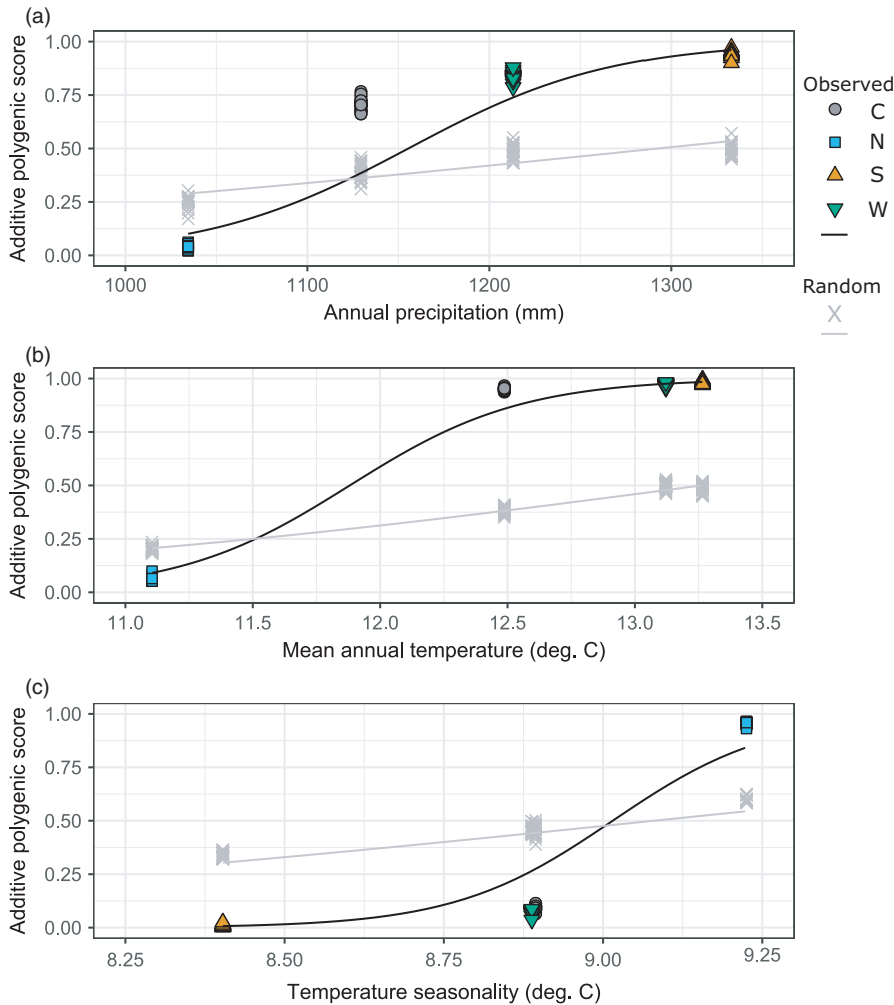 (a)
1.00
0.75
0.50
0.25
0.00
Additive polygenic score
1000 1100 1200 1300
Annual precipitation (mm)
Observed
C
N
S
W
Random
X
(b)
1.00
0.75
0.50
0.25
0.00
Additive polygenic score
11.0 11.5 12.0 12.5 13.0 13.5
Mean annual temperature (deg. C)
(c)
1.00
0.75
0.50
0.25
0.00
Additive polygenic score
8.25 8.50 8.75 9.00 9.25
Temperature seasonality (deg. C)